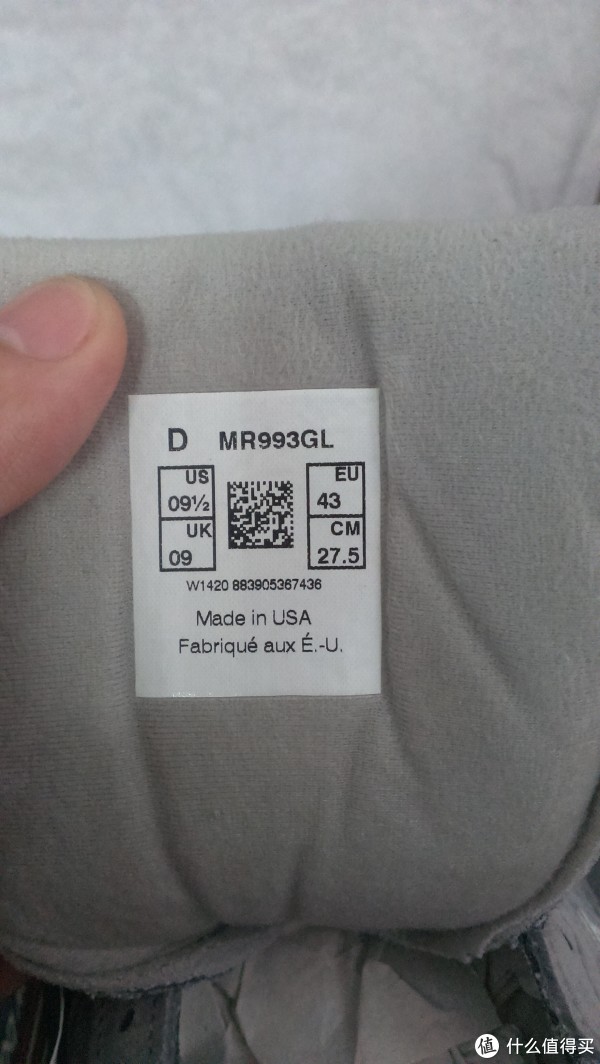 D MR993GL
US
09½
UK
09
EU
43
CM
27.5
W1420 883905367436
Made in USA
Fabriqué aux É.-U.
值 什么值得买